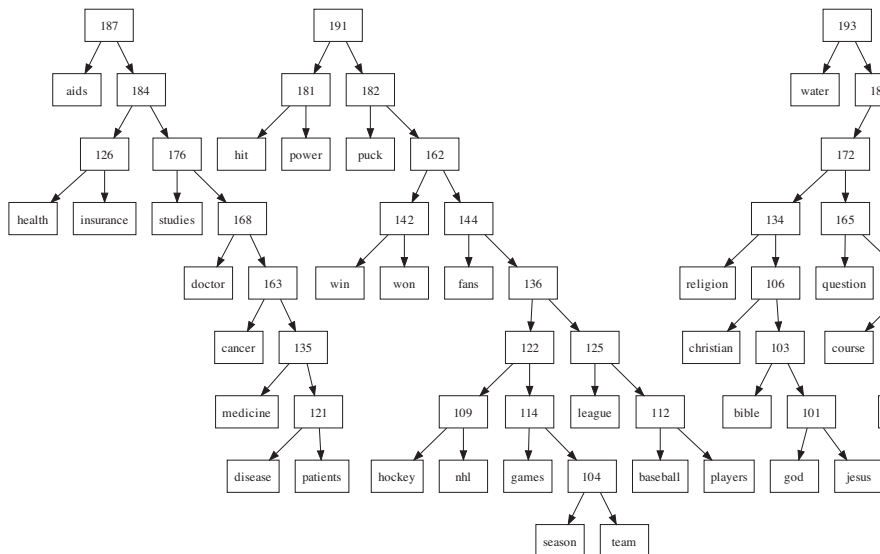 187 191 193
aids 184 181 182 water
126 176 hit power puck 162 172
health insurance studies 168 142 144 134 165
doctor 163 win won fans 136 religion 106 question
cancer 135 122 125 christian 103 course
medicine 121 109 114 league 112 bible 101
disease patients hockey nhl games 104 baseball players god jesus
season team